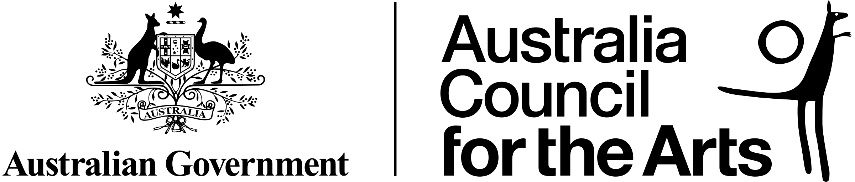 AUSTRALIA
Australian Government
Australia
Council
for the Arts